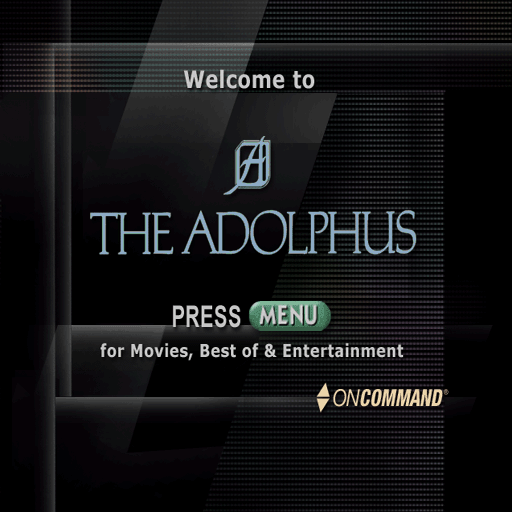 Welcome to
A
THE ADOLPHUS
PRESS MENU
for Movies, Best of & Entertainment
ONCOMMAND®